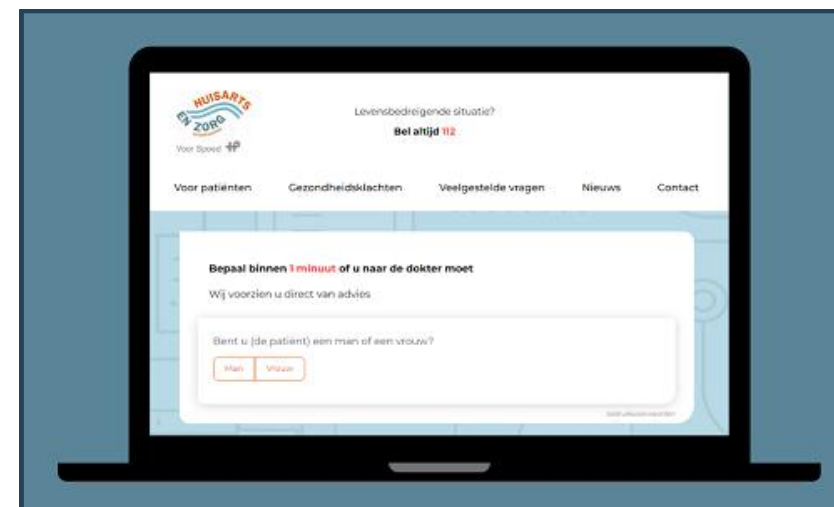 HUISARTS
EN ZORG
Voor Spoed
Levensbedreigende situatie?
Bel altijd 112
Voor patiënten Gezondheidsklachten Veelgestelde vragen Nieuws Contact
Bepaal binnen 1 minuut of u naar de dokter moet
Wij voorzien u direct van advies
Bent u (de patiënt) een man of een vrouw?
Man Vrouw